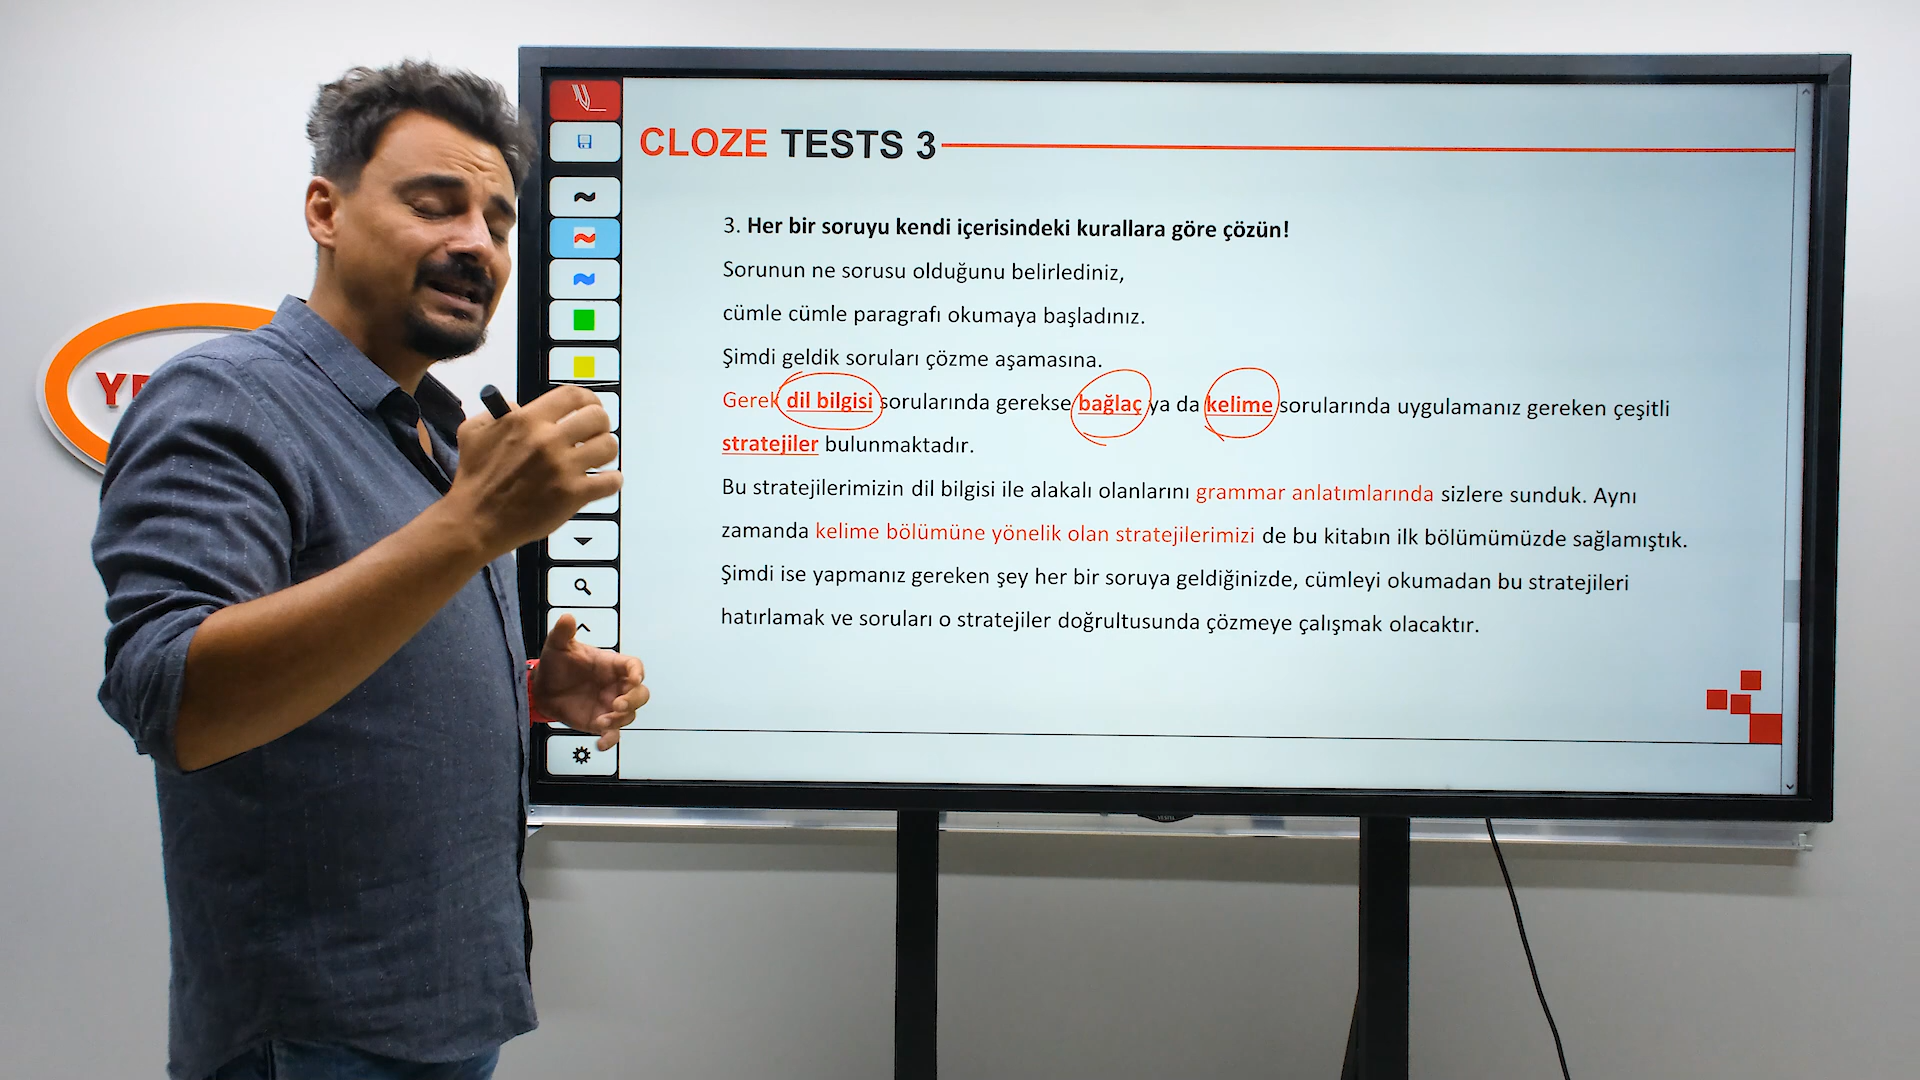 CLOZE TESTS 3
3. Her bir soruyu kendi içerisindeki kurallara göre çözün!
Sorunun ne sorusu olduğunu belirlediniz,
cümle cümle paragrafı okumaya başladınız.
Şimdi geldik soruları çözme aşamasına.
Gerek dil bilgisi sorularında gerekse bağlaç ya da kelime sorularında uygulamanız gereken çeşitli
stratejiler bulunmaktadır.
Bu stratejilerimizin dil bilgisi ile alakalı olanlarını grammar anlatımlarında sizlere sunduk. Aynı
zamanda kelime bölümüne yönelik olan stratejilerimizi de bu kitabın ilk bölümümüzde sağlamıştık.
Şimdi ise yapmanız gereken şey her bir soruya geldiğinizde, cümleyi okumadan bu stratejileri
hatırlamak ve soruları o stratejiler doğrultusunda çözmeye çalışmak olacaktır.